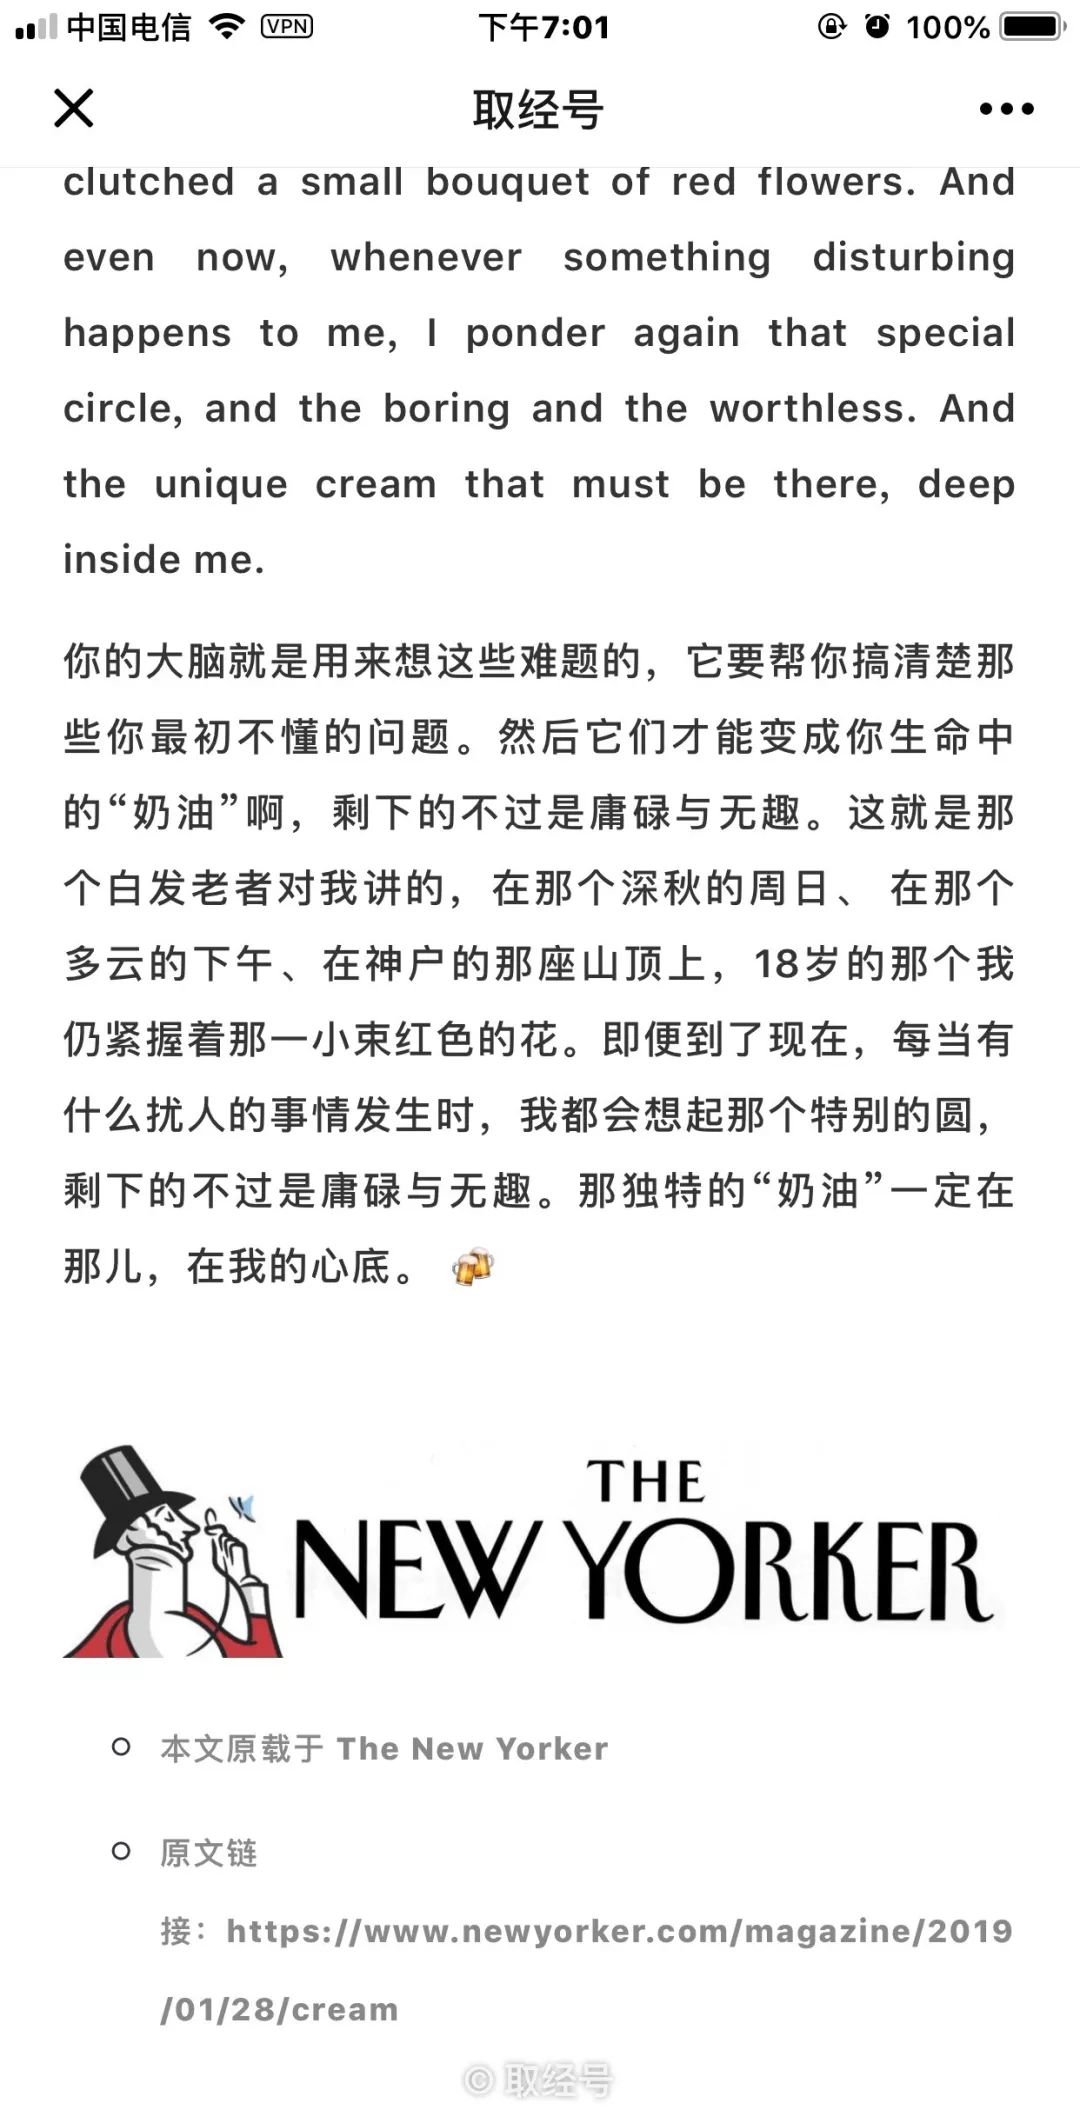 中国电信 VPN 下午7:01 100%
取经号
clutched a small bouquet of red flowers. And
even now, whenever something disturbing
happens to me, I ponder again that special
circle, and the boring and the worthless. And
the unique cream that must be there, deep
inside me.
你的大脑就是用来想这些难题的，它要帮你搞清楚那
些你最初不懂的问题。然后它们才能变成你生命中
的“奶油”啊，剩下的不过是庸碌与无趣。这就是那
个白发老者对我讲的，在那个深秋的周日、 在那个
多云的下午、在神户的那座山顶上，18岁的那个我
仍紧握着那一小束红色的花。即便到了现在，每当有
什么扰人的事情发生时，我都会想起那个特别的圆，
剩下的不过是庸碌与无趣。那独特的“奶油”一定在
那儿，在我的心底。 🍻
THE
NEW YORKER
本文原载于 The New Yorker
原文链
接：https://www.newyorker.com/magazine/2019
/01/28/cream
© 取经号